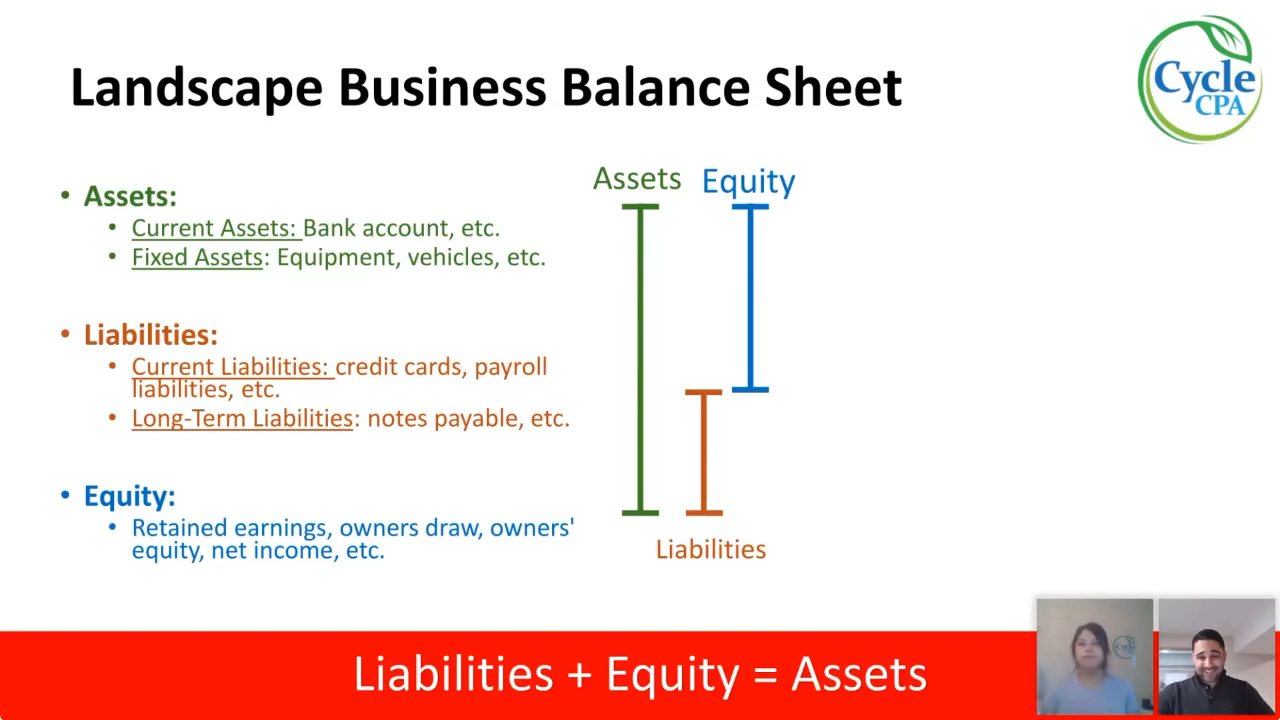 Landscape Business Balance Sheet
Cycle
CPA
• Assets:
• Current Assets: Bank account, etc.
• Fixed Assets: Equipment, vehicles, etc.
• Liabilities:
• Current Liabilities: credit cards, payroll
liabilities, etc.
• Long-Term Liabilities: notes payable, etc.
• Equity:
• Retained earnings, owners draw, owners'
equity, net income, etc.
Assets
Equity
Liabilities
Liabilities + Equity = Assets
Cycle
CPA